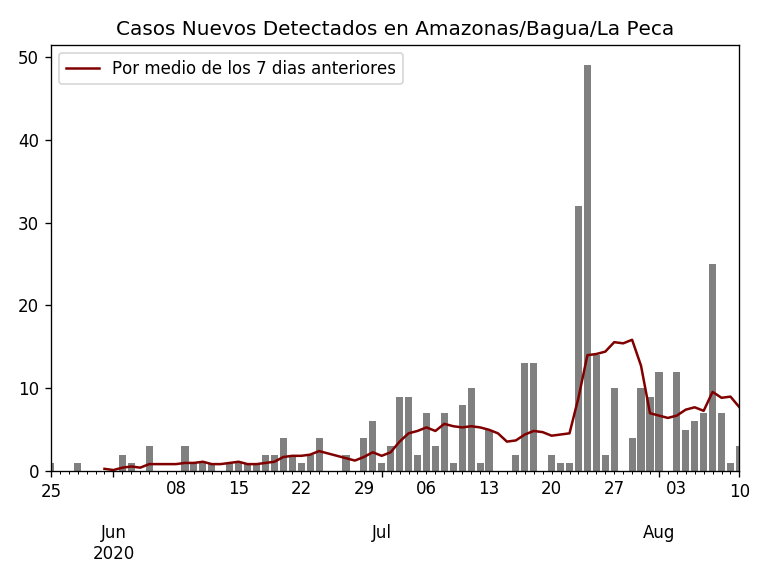 Casos Nuevos Detectados en Amazonas/Bagua/La Peca
Por medio de los 7 dias anteriores
50
40
30
20
10
0
25 08 15 22 29 06 13 20 27 03 10
Jun Jul Aug
2020